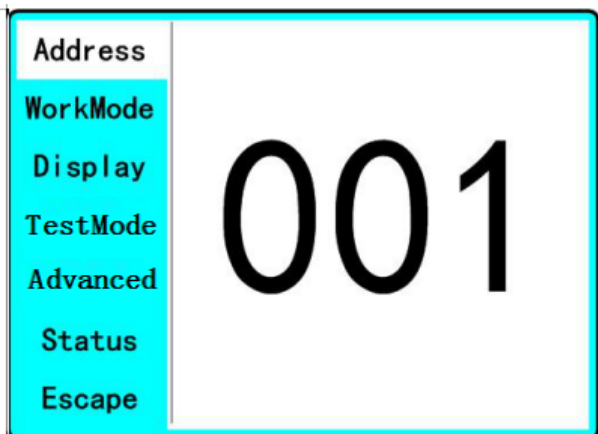 Address
WorkMode
Display
TestMode
Advanced
Status
Escape
001